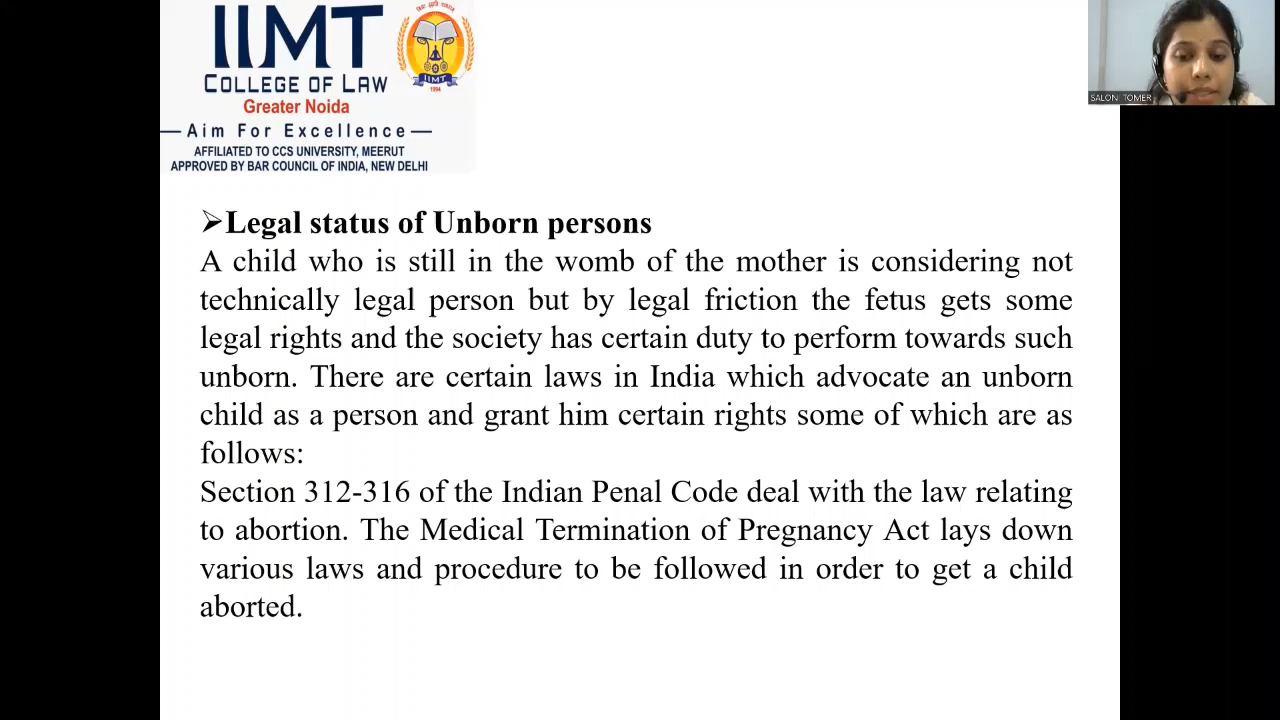 IIMT
COLLEGE OF LAW
Greater Noida
Aim For Excellence
AFFILIATED TO CCS UNIVERSITY, MEERUT
APPROVED BY BAR COUNCIL OF INDIA, NEW DELHI
IIMT
1994
SALONI TOMER
➢Legal status of Unborn persons
A child who is still in the womb of the mother is considering not
technically legal person but by legal friction the fetus gets some
legal rights and the society has certain duty to perform towards such
unborn. There are certain laws in India which advocate an unborn
child as a person and grant him certain rights some of which are as
follows:
Section 312-316 of the Indian Penal Code deal with the law relating
to abortion. The Medical Termination of Pregnancy Act lays down
various laws and procedure to be followed in order to get a child
aborted.